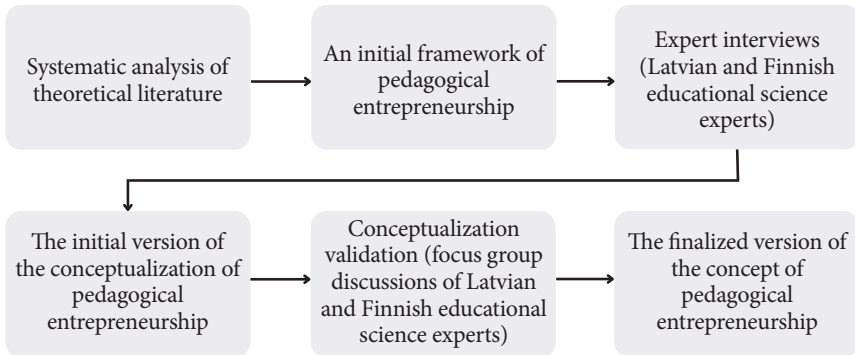 Systematic analysis of
theoretical literature
An initial framework of
pedagogical
entrepreneurship
Expert interviews
(Latvian and Finnish
educational science
experts)
The initial version of
the conceptualization of
pedagogical
entrepreneurship
Conceptualization
validation (focus group
discussions of Latvian
and Finnish educational
science experts)
The finalized version of
the concept of
pedagogical
entrepreneurship